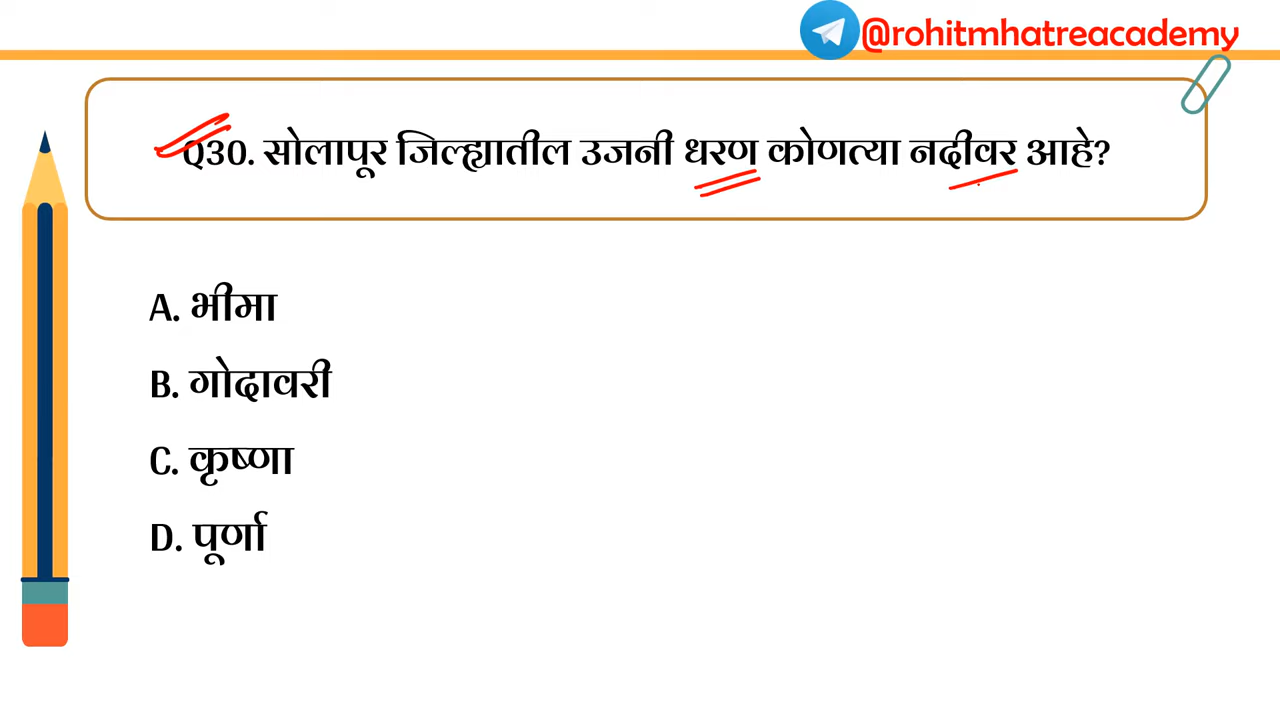 @rohitmhatreacademy
Q30. सोलापूर जिल्ह्यातील उजनी धरण कोणत्या नदीवर आहे?
A. भीमा
B. गोदावरी
C. कृष्णा
D. पूर्णा